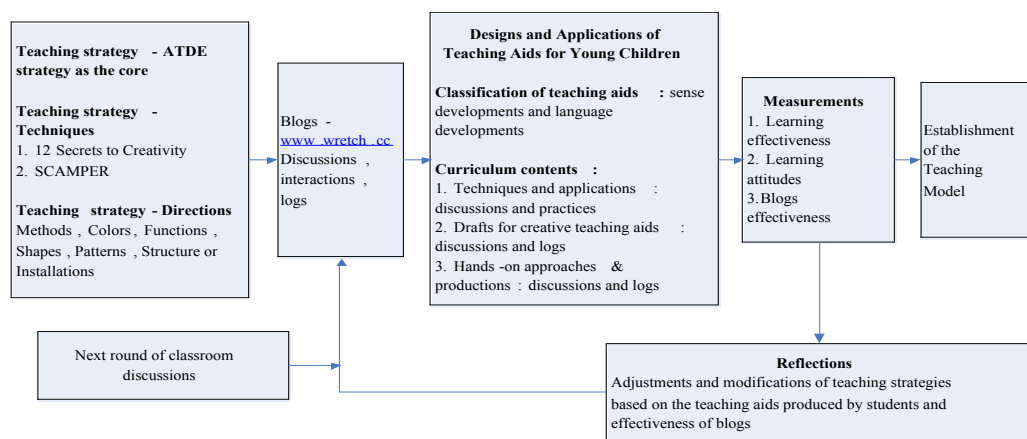 Teaching strategy - ATDE
strategy as the core
Teaching strategy -
Techniques
1. 12 Secrets to Creativity
2. SCAMPER
Teaching strategy - Directions
Methods , Colors , Functions ,
Shapes , Patterns , Structure or
Installations
Blogs -
www .wretch .cc
Discussions ,
interactions ,
logs
Designs and Applications of
Teaching Aids for Young Children
Classification of teaching aids : sense
developments and language
developments
Curriculum contents :
1. Techniques and applications :
discussions and practices
2. Drafts for creative teaching aids :
discussions and logs
3. Hands -on approaches &
productions : discussions and logs
Measurements
1. Learning
effectiveness
2. Learning
attitudes
3.Blogs
effectiveness
Establishment
of the
Teaching
Model
Next round of classroom
discussions
Reflections
Adjustments and modifications of teaching strategies
based on the teaching aids produced by students and
effectiveness of blogs